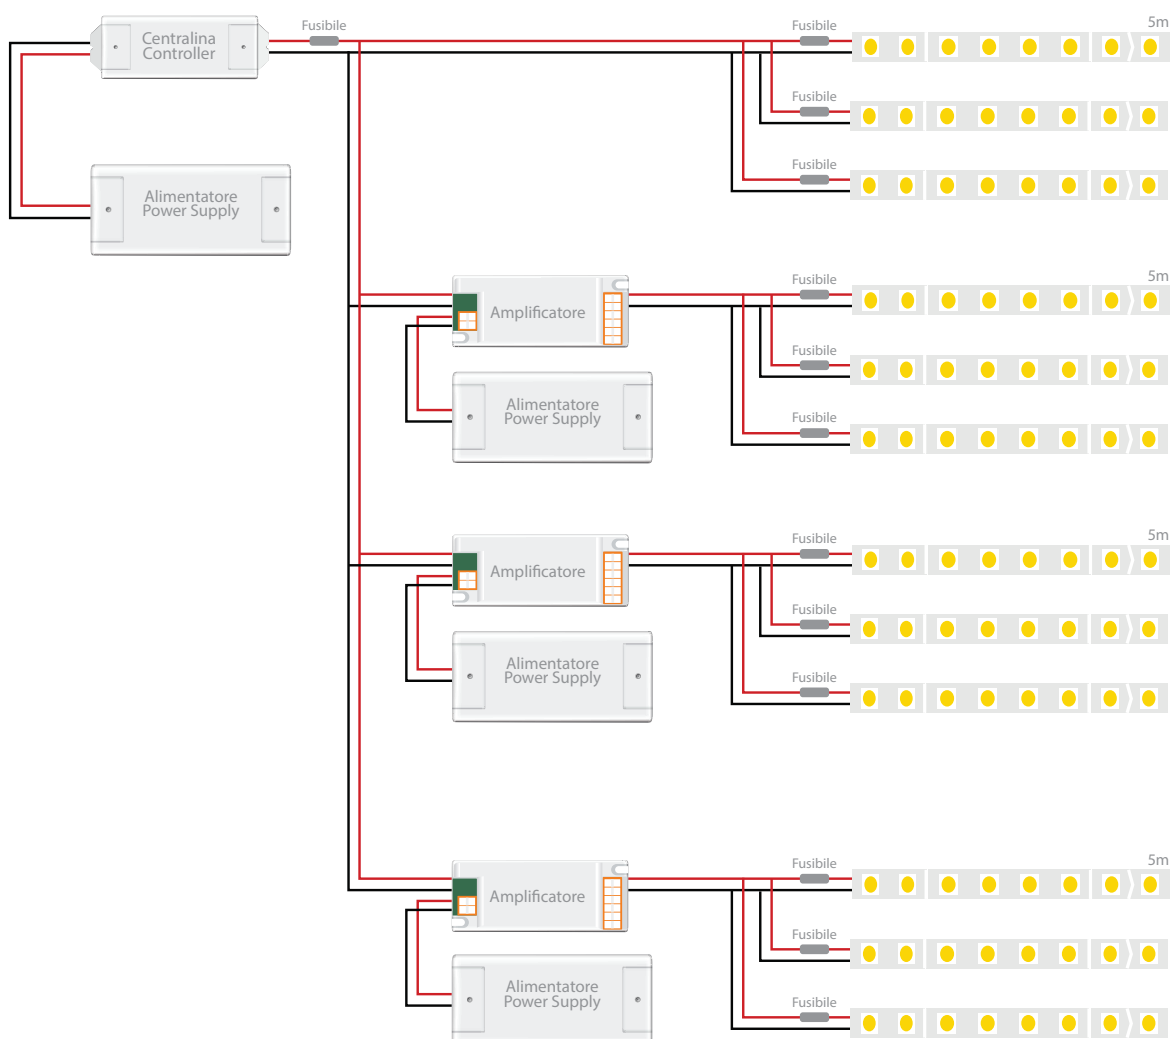 5m
Fusibile
Fusibile
Centralina
Controller
Fusibile
Fusibile
Alimentatore
Power Supply
5m
Fusibile
Amplificatore
Fusibile
Alimentatore
Power Supply
Fusibile
5m
Fusibile
Amplificatore
Fusibile
Alimentatore
Power Supply
Fusibile
5m
Fusibile
Amplificatore
Fusibile
Alimentatore
Power Supply
Fusibile